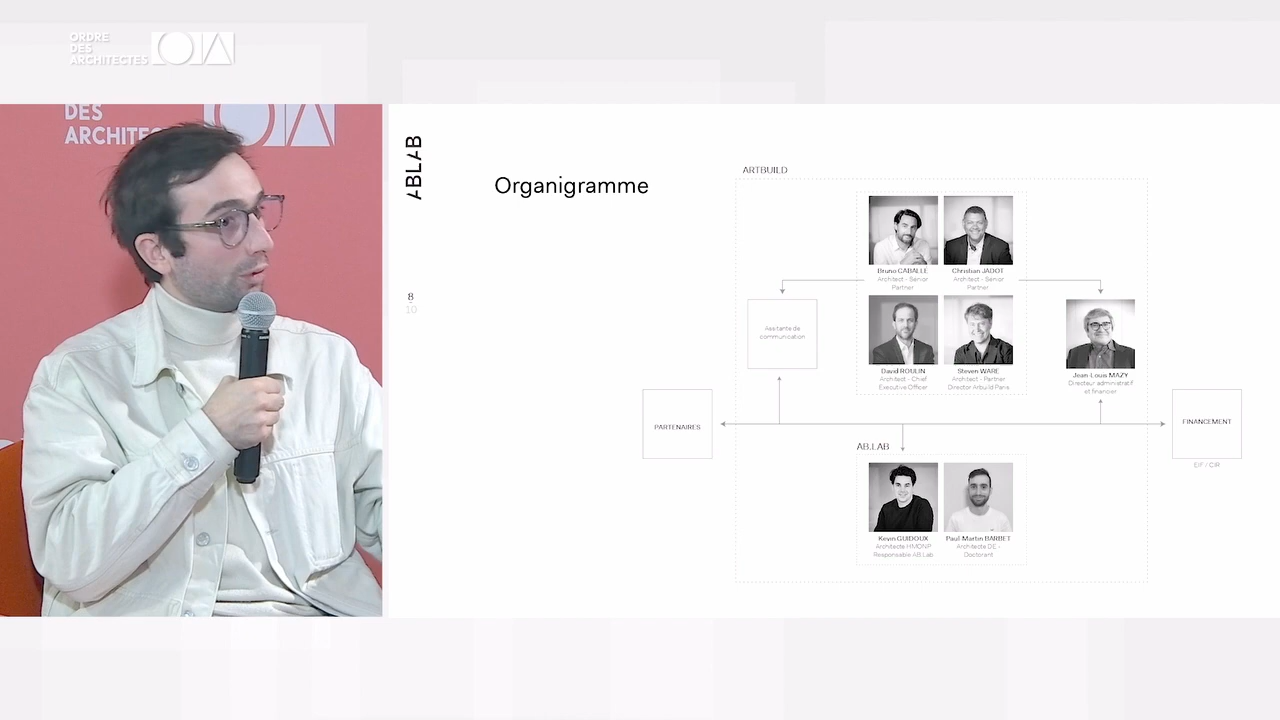 ORDRE
DES
ARCHITECTES
DES
ARCHITEC
ABLAB
8
10
Organigramme
ARTBUILD
Bruno CABALLE
Architect - Senior
Partner
Christian JADOT
Architect - Senior
Partner
Assitante de
communication
David ROULIN
Architect - Chief
Executive Officer
Steven WARE
Architect - Partner
Director Artbuild Paris
Jean-Louis MAZY
Directeur administratif
et financier
PARTENAIRES
FINANCEMENT
EIF / CIR
AB.LAB
Kevin GUIDOUX
Architecte HMONP
Responsable AB.Lab
Paul-Martin BARBET
Architecte DE -
Doctorant